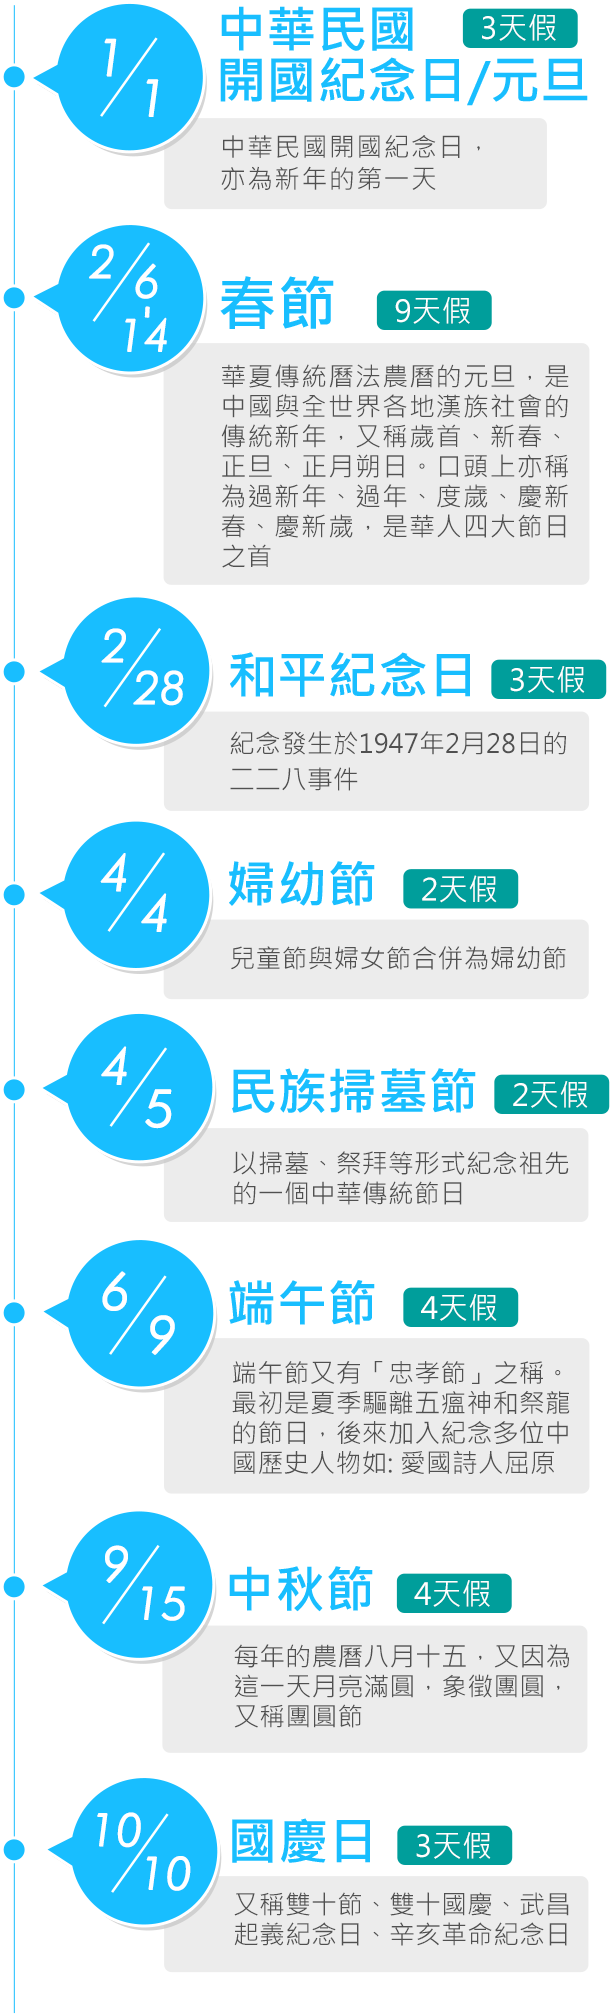 1/1
中華民國
3天假
開國紀念日/元旦
中華民國開國紀念日，
亦為新年的第一天
2/6-14
春節
9天假
華夏傳統曆法農曆的元旦，是
中國與全世界各地漢族社會的
傳統新年，又稱歲首、新春、
正旦、正月朔日。口頭上亦稱
為過新年、過年、度歲、慶新
春、慶新歲，是華人四大節日
之首
2/28
和平紀念日
3天假
紀念發生於1947年2月28日的
二二八事件
4/4
婦幼節
2天假
兒童節與婦女節合併為婦幼節
4/5
民族掃墓節
2天假
以掃墓、祭拜等形式紀念祖先
的一個中華傳統節日
6/9
端午節
4天假
端午節又有「忠孝節」之稱。
最初是夏季驅離五瘟神和祭龍
的節日，後來加入紀念多位中
國歷史人物如: 愛國詩人屈原
9/15
中秋節
4天假
每年的農曆八月十五，又因為
這一天月亮滿圓，象徵團圓，
又稱團圓節
10/10
國慶日
3天假
又稱雙十節、雙十國慶、武昌
起義紀念日、辛亥革命紀念日